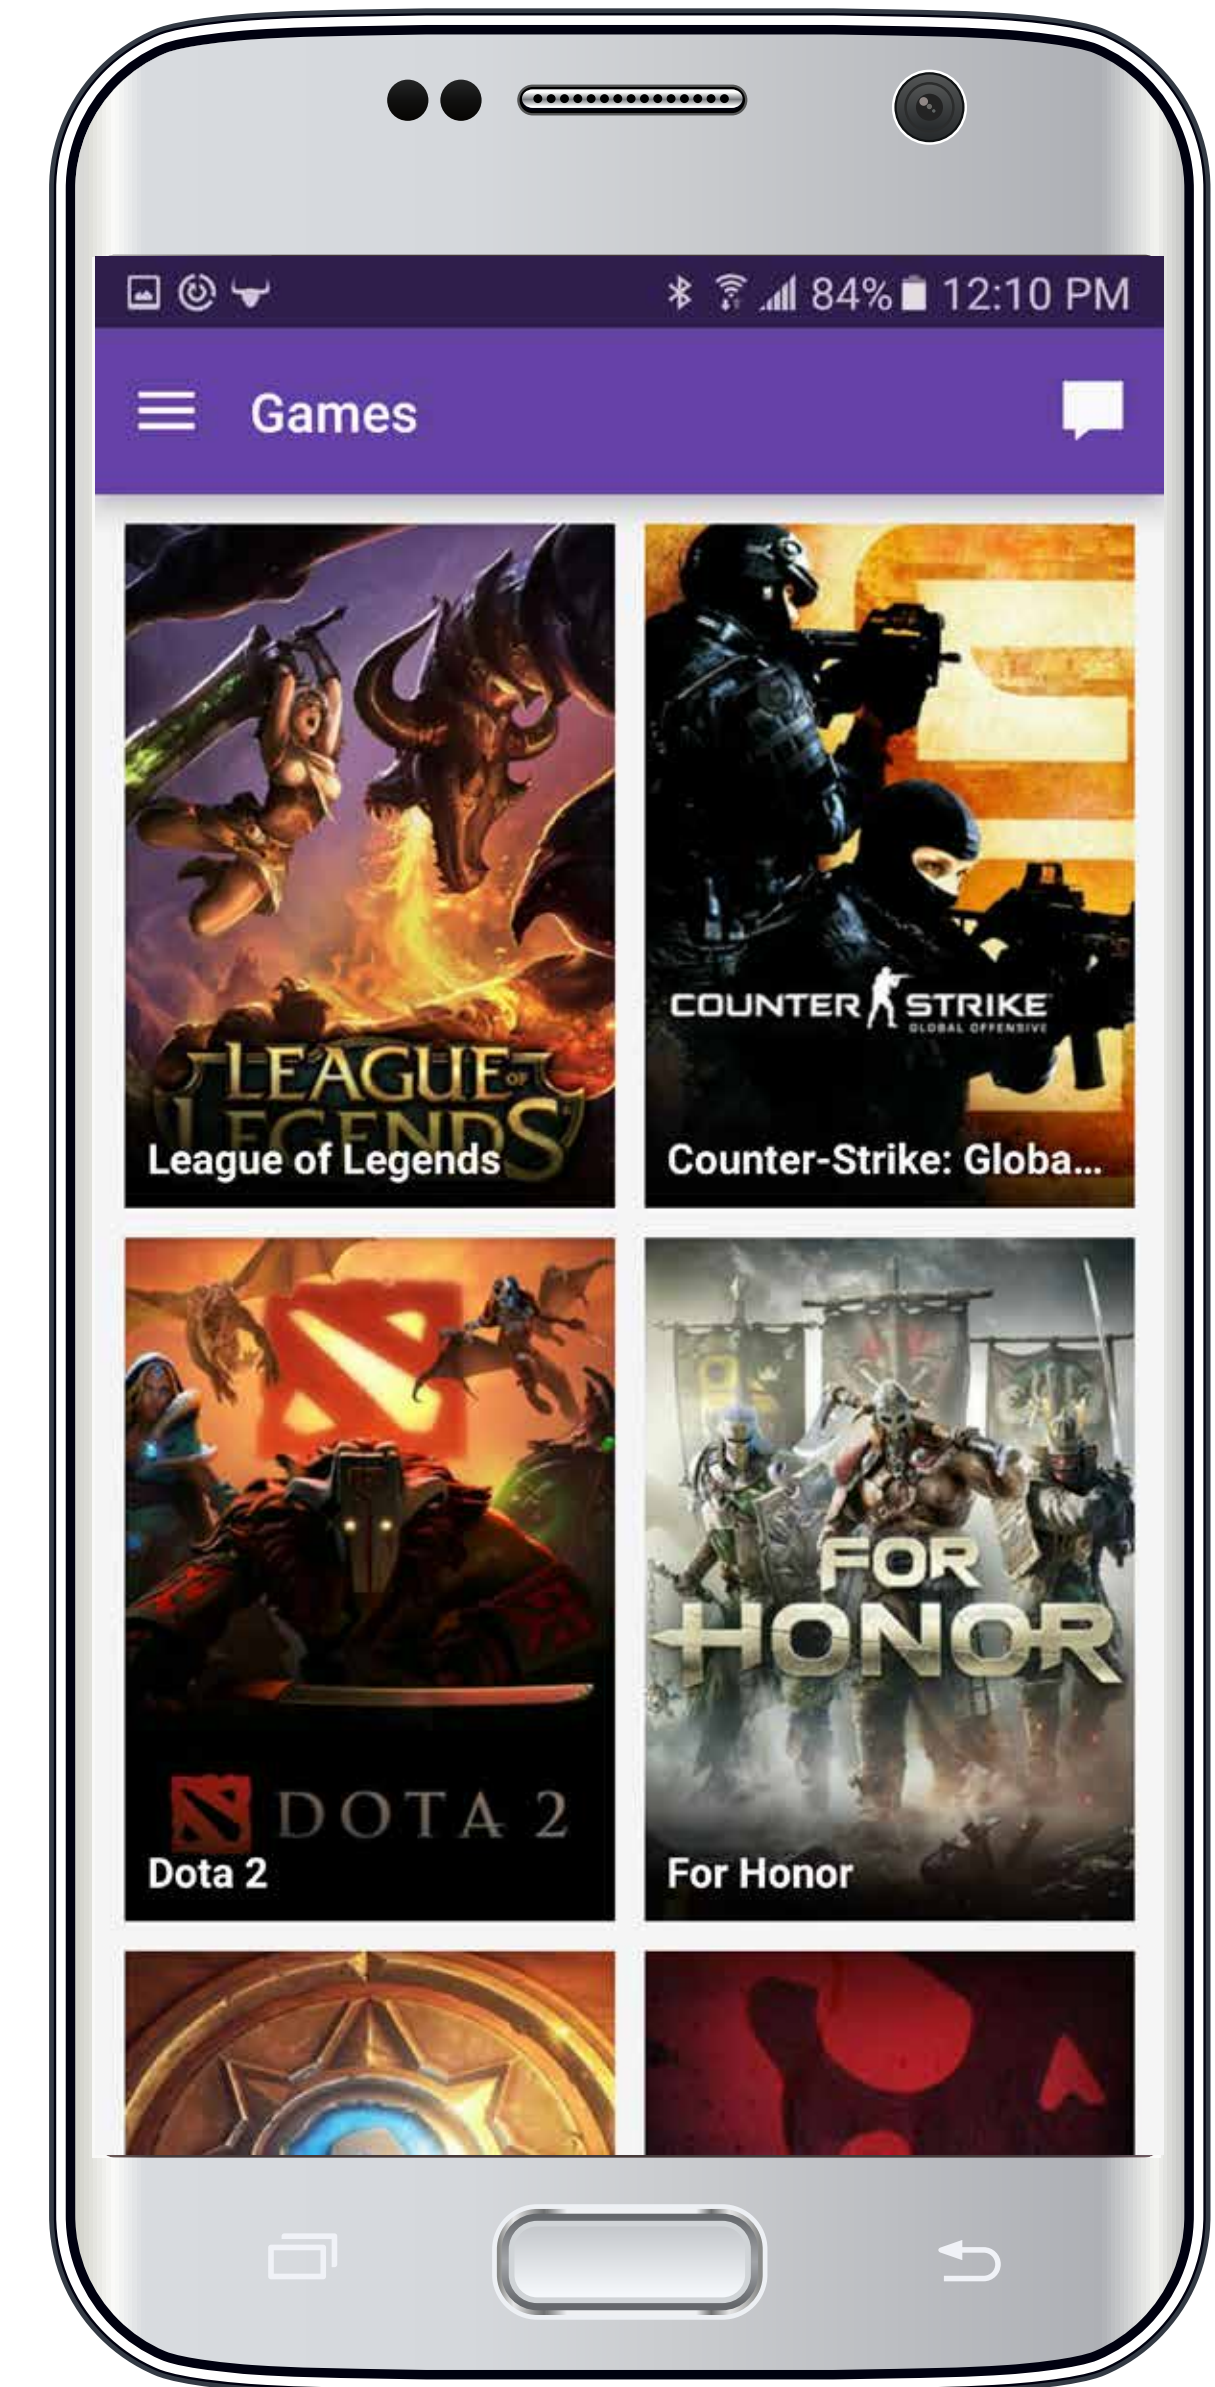 84% 12:10 PM
Games
LEAGUE OF
LEGENDS
League of Legends
COUNTER STRIKE
GLOBAL OFFENSIVE
Counter-Strike: Globa...
DOTA 2
Dota 2
FOR
HONOR
For Honor